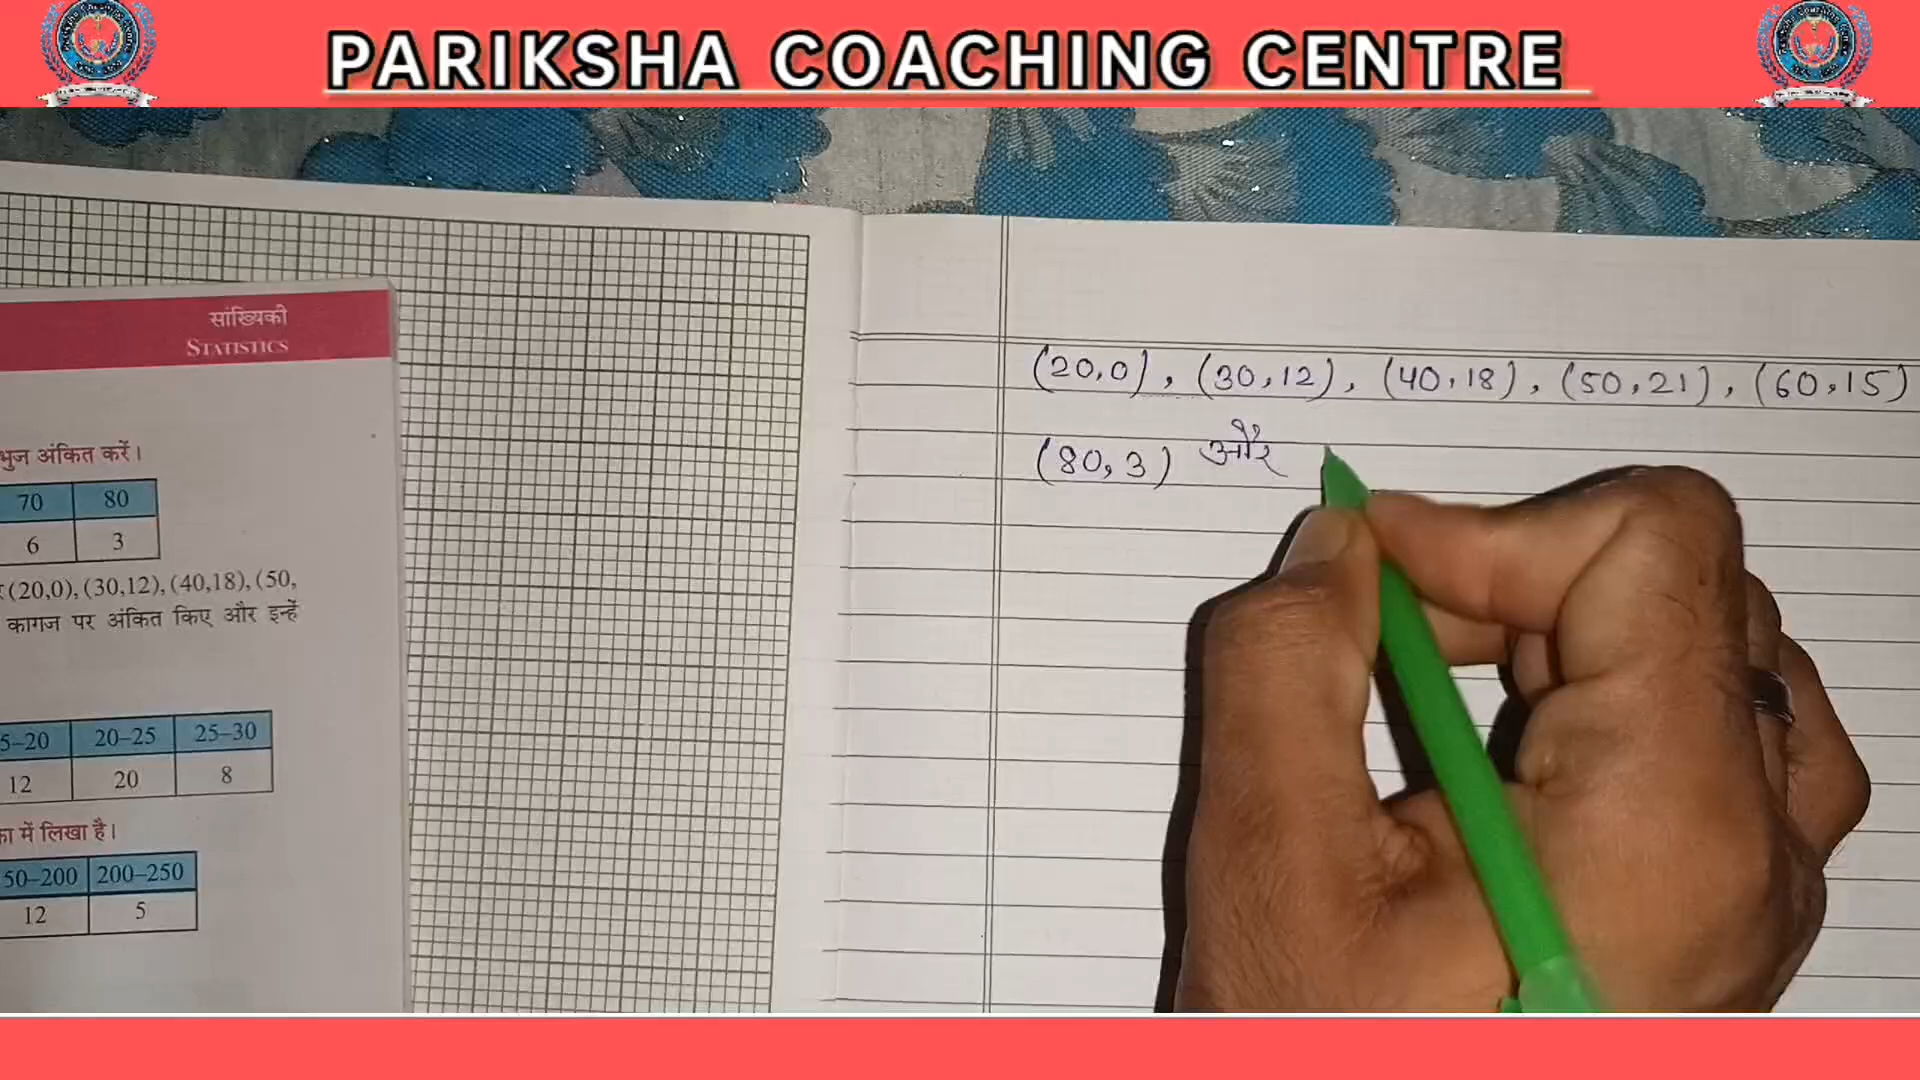 PARIKSHA COACHING CENTRE
सांख्यिकी
STATISTICS
भुज अंकित करें।
70 80
6 3
(20,0), (30,12), (40,18), (50,
कागज पर अंकित किए और इन्हें
5–20 20–25 25–30
12 20 8
में लिखा है।
50–200 200–250
12 5
(20,0), (30,12), (40,18), (50,21), (60,15)
(80,3) और